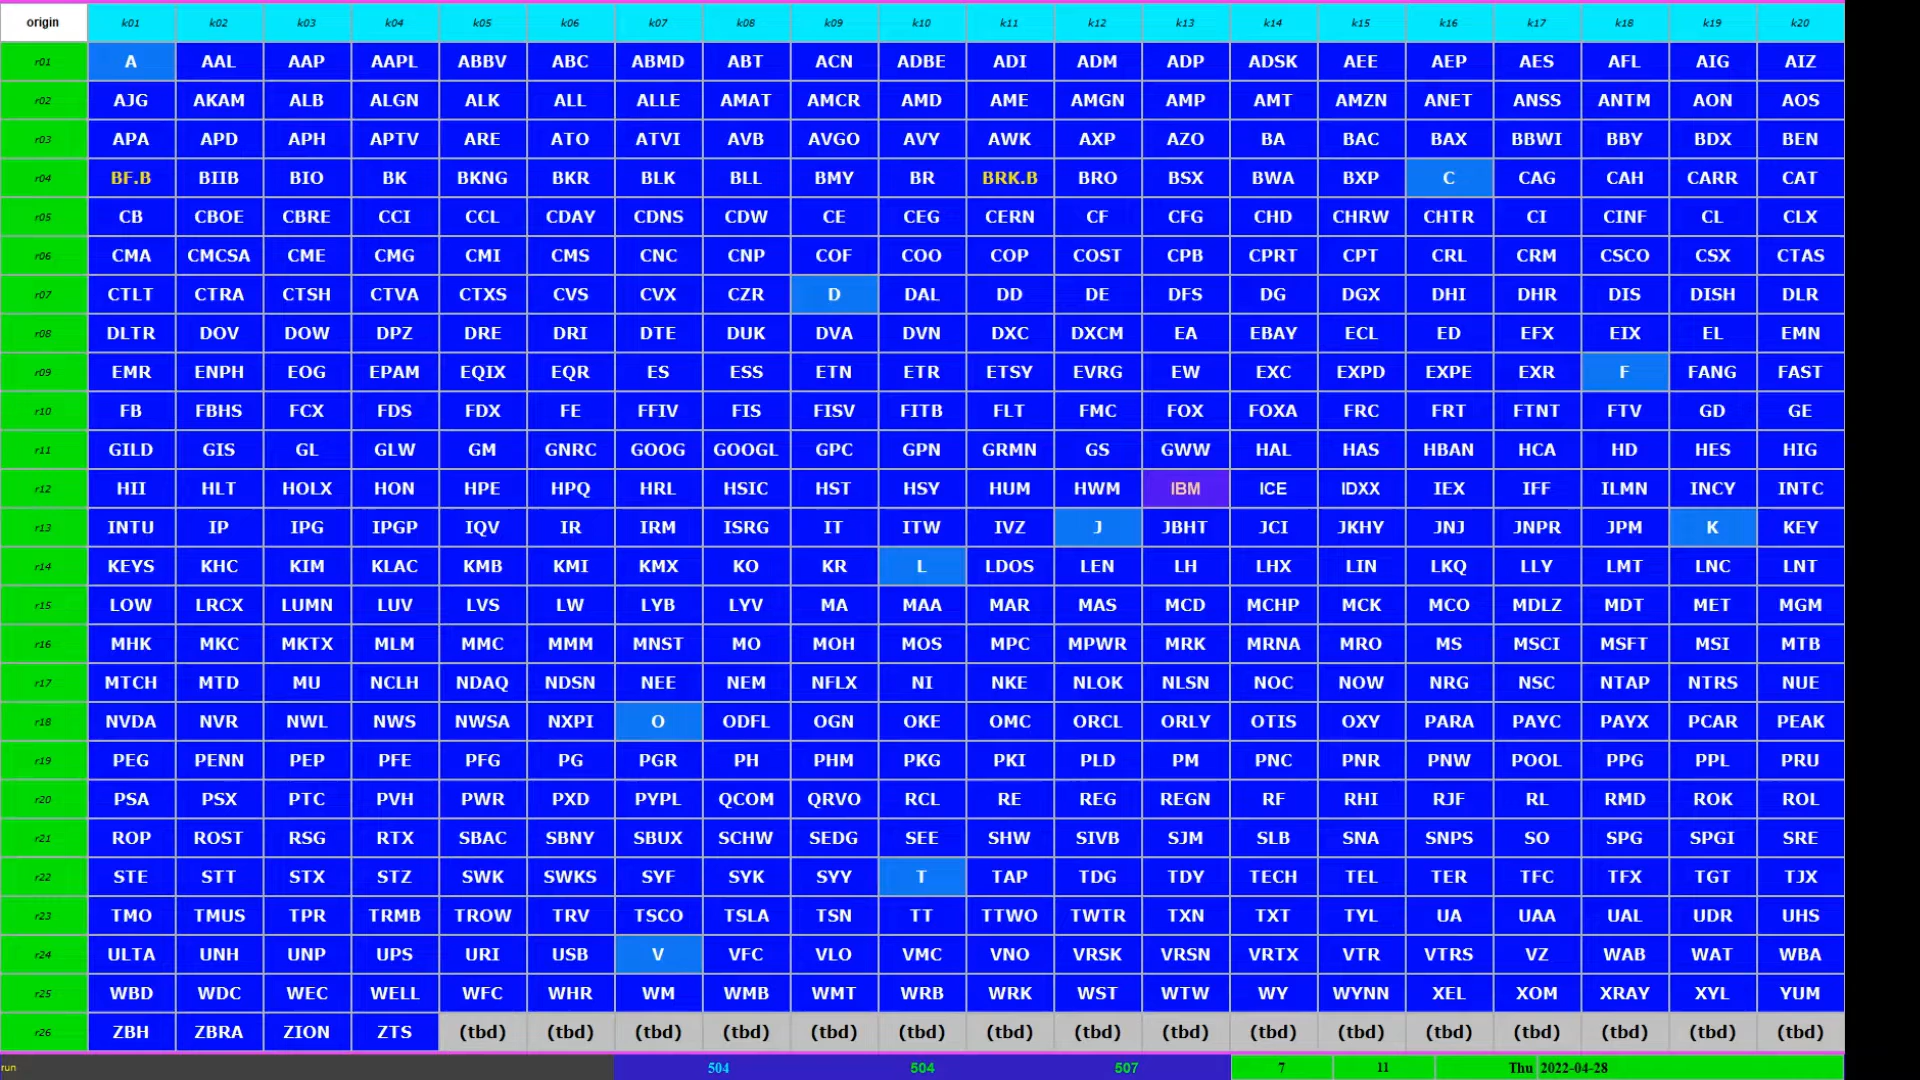 origin k01 k02 k03 k04 k05 k06 k07 k08 k09 k10 k11 k12 k13 k14 k15 k16 k17 k18 k19 k20
r01 A AAL AAP AAPL ABBV ABC ABMD ABT ACN ADBE ADI ADM ADP ADSK AEE AEP AES AFL AIG AIZ
r02 AJG AKAM ALB ALGN ALK ALL ALLE AMAT AMCR AMD AME AMGN AMP AMT AMZN ANET ANSS ANTM AON AOS
r03 APA APD APH APTV ARE ATO ATVI AVB AVGO AVY AWK AXP AZO BA BAC BAX BBWI BBY BDX BEN
r04 BF.B BIIB BIO BK BKNG BKR BLK BLL BMY BR BRK.B BRO BSX BWA BXP C CAG CAH CARR CAT
r05 CB CBOE CBRE CCI CCL CDAY CDNS CDW CE CEG CERN CF CFG CHD CHRW CHTR CI CINF CL CLX
r06 CMA CMCSA CME CMG CMI CMS CNC CNP COF COO COP COST CPB CPRT CPT CRL CRM CSCO CSX CTAS
r07 CTLT CTRA CTSH CTVA CTXS CVS CVX CZR D DAL DD DE DFS DG DGX DHI DHR DIS DISH DLR
r08 DLTR DOV DOW DPZ DRE DRI DTE DUK DVA DVN DXC DXCM EA EBAY ECL ED EFX EIX EL EMN
r09 EMR ENPH EOG EPAM EQIX EQR ES ESS ETN ETR ETSY EVRG EW EXC EXPD EXPE EXR F FANG FAST
r10 FB FBHS FCX FDS FDX FE FFIV FIS FISV FITB FLT FMC FOX FOXA FRC FRT FTNT FTV GD GE
r11 GILD GIS GL GLW GM GNRC GOOG GOOGL GPC GPN GRMN GS GWW HAL HAS HBAN HCA HD HES HIG
r12 HII HLT HOLX HON HPE HPQ HRL HSIC HST HSY HUM HWM IBM ICE IDXX IEX IFF ILMN INCY INTC
r13 INTU IP IPG IPGP IQV IR IRM ISRG IT ITW IVZ J JBHT JCI JKHY JNJ JNPR JPM K KEY
r14 KEYS KHC KIM KLAC KMB KMI KMX KO KR L LDOS LEN LH LHX LIN LKQ LLY LMT LNC LNT
r15 LOW LRCX LUMN LUV LVS LW LYB LYV MA MAA MAR MAS MCD MCHP MCK MCO MDLZ MDT MET MGM
r16 MHK MKC MKTX MLM MMC MMM MNST MO MOH MOS MPC MPWR MRK MRNA MRO MS MSCI MSFT MSI MTB
r17 MTCH MTD MU NCLH NDAQ NDSN NEE NEM NFLX NI NKE NLOK NLSN NOC NOW NRG NSC NTAP NTRS NUE
r18 NVDA NVR NWL NWS NWSA NXPI O ODFL OGN OKE OMC ORCL ORLY OTIS OXY PARA PAYC PAYX PCAR PEAK
r19 PEG PENN PEP PFE PFG PG PGR PH PHM PKG PKI PLD PM PNC PNR PNW POOL PPG PPL PRU
r20 PSA PSX PTC PVH PWR PXD PYPL QCOM QRVO RCL RE REG REGN RF RHI RJF RL RMD ROK ROL
r21 ROP ROST RSG RTX SBAC SBNY SBUX SCHW SEDG SEE SHW SIVB SJM SLB SNA SNPS SO SPG SPGI SRE
r22 STE STT STX STZ SWK SWKS SYF SYK SYY T TAP TDG TDY TECH TEL TER TFC TFX TGT TJX
r23 TMO TMUS TPR TRMB TROW TRV TSCO TSLA TSN TT TTWO TWTR TXN TXT TYL UA UAA UAL UDR UHS
r24 ULTA UNH UNP UPS URI USB V VFC VLO VMC VNO VRSK VRSN VRTX VTR VTRS VZ WAB WAT WBA
r25 WBD WDC WEC WELL WFC WHR WM WMB WMT WRB WRK WST WTW WY WYNN XEL XOM XRAY XYL YUM
r26 ZBH ZBRA ZION ZTS (tbd) (tbd) (tbd) (tbd) (tbd) (tbd) (tbd) (tbd) (tbd) (tbd) (tbd) (tbd) (tbd) (tbd) (tbd) (tbd)
run 504 504 507 7 11 Thu 2022-04-28